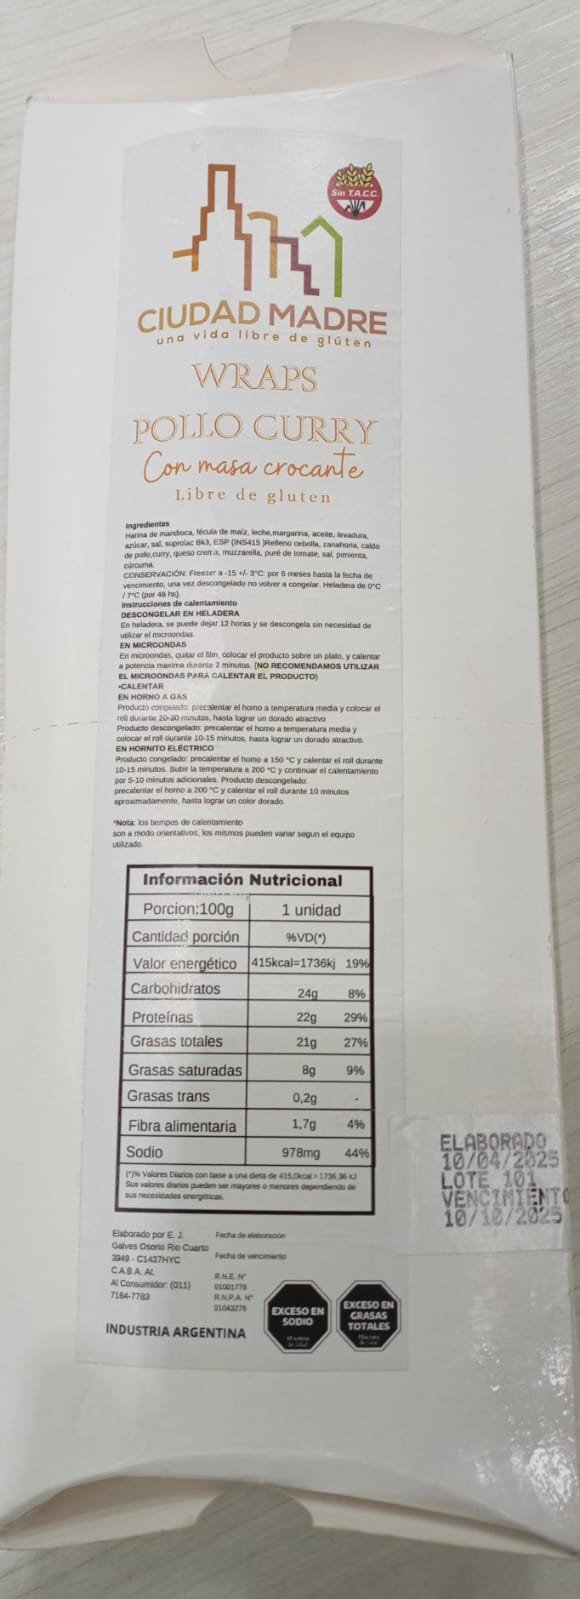 Sin T.A.C.C.
CIUDAD MADRE
una vida libre de glúten
WRAPS
POLLO CURRY
Con masa crocante
Libre de gluten
Ingredientes
Harina de mandioca, fécula de maíz, leche,margarina, aceite, levadura,
azúcar, sal, suprolac Bk3, ESP (INS415 )Relleno cebolla, zanahoria, caldo
de pollo,curry, queso crema, muzzarella, puré de tomate, sal, pimienta,
cúrcuma.
CONSERVACIÓN: Freezer a -15 +/- 3°C: por 6 meses hasta la fecha de
vencimiento, una vez descongelado no volver a congelar. Heladera de 0°C
/ 7°C (por 48 hs).
Instrucciones de calentamiento
DESCONGELAR EN HELADERA
En heladera, se puede dejar 12 horas y se descongela sin necesidad de
utilizar el microondas.
EN MICROONDAS
En microondas, quitar el film, colocar el producto sobre un plato, y calentar
a potencia maxima durante 2 minutos. (NO RECOMENDAMOS UTILIZAR
EL MICROONDAS PARA CALENTAR EL PRODUCTO)
•CALENTAR
EN HORNO A GAS
Producto congelado: precalentar el horno a temperatura media y colocar el
roll durante 20-30 minutos, hasta lograr un dorado atractivo
Producto descongelado: precalentar el horno a temperatura media y
colocar el roll durante 10-15 minutos, hasta lograr un dorado atractivo.
EN HORNITO ELÉCTRICO
Producto congelado: precalentar el horno a 150 °C y calentar el roll durante
10-15 minutos. Subir la temperatura a 200 °C y continuar el calentamiento
por 5-10 minutos adicionales. Producto descongelado:
precalentar el horno a 200 °C y calentar el roll durante 10 minutos
aproximadamente, hasta lograr un color dorado.
*Nota: los tiempos de calentamiento
son a modo orientativos, los mismos pueden variar segun el equipo
utilizado.
Información Nutricional
Porcion:100g 1 unidad
Cantidad porción %VD(*)
Valor energético 415kcal=1736kj 19%
Carbohidratos 24g 8%
Proteínas 22g 29%
Grasas totales 21g 27%
Grasas saturadas 8g 9%
Grasas trans 0,2g -
Fibra alimentaria 1,7g 4%
Sodio 978mg 44%
(*)% Valores Diarios con base a una dieta de 415,0kcal = 1736,36 KJ
Sus valores diarios pueden ser mayores o menores dependiendo de
sus necesidades energéticas.
ELABORADO
10/04/2025
LOTE 101
VENCIMIENTO
10/10/2025
Elaborado por E. J.
Galves Osorio Rio Cuarto
3949 - C1437HYC
C.A.B.A. AL
Al Consumidor: (011)
7164-7783
Fecha de elaboración
Fecha de vencimiento
R.N.E. N°
01001778
R.N.P.A. N°
01043276
INDUSTRIA ARGENTINA
EXCESO EN
SODIO
EXCESO EN
GRASAS
TOTALES